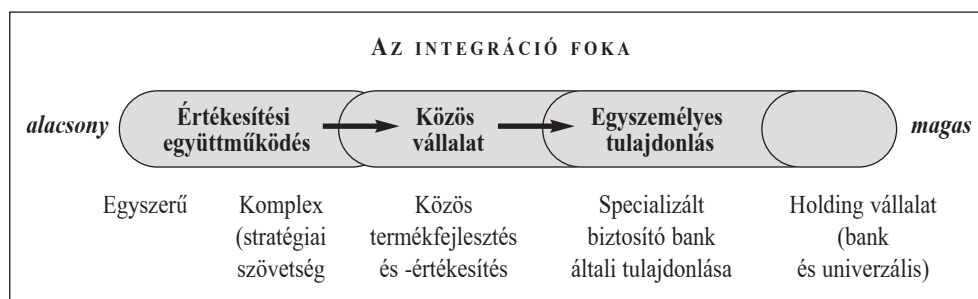 AZ INTEGRÁCIÓ FOKA
alacsony
Értékesítési
együttműködés
Közös
vállalat
Egyszemélyes
tulajdonlás
magas
Egyszerű
Komplex
(stratégiai
szövetség
Közös
termékfejlesztés
és -értékesítés
Specializált
biztosító bank
általi tulajdonlása
Holding vállalat
(bank
és univerzális)